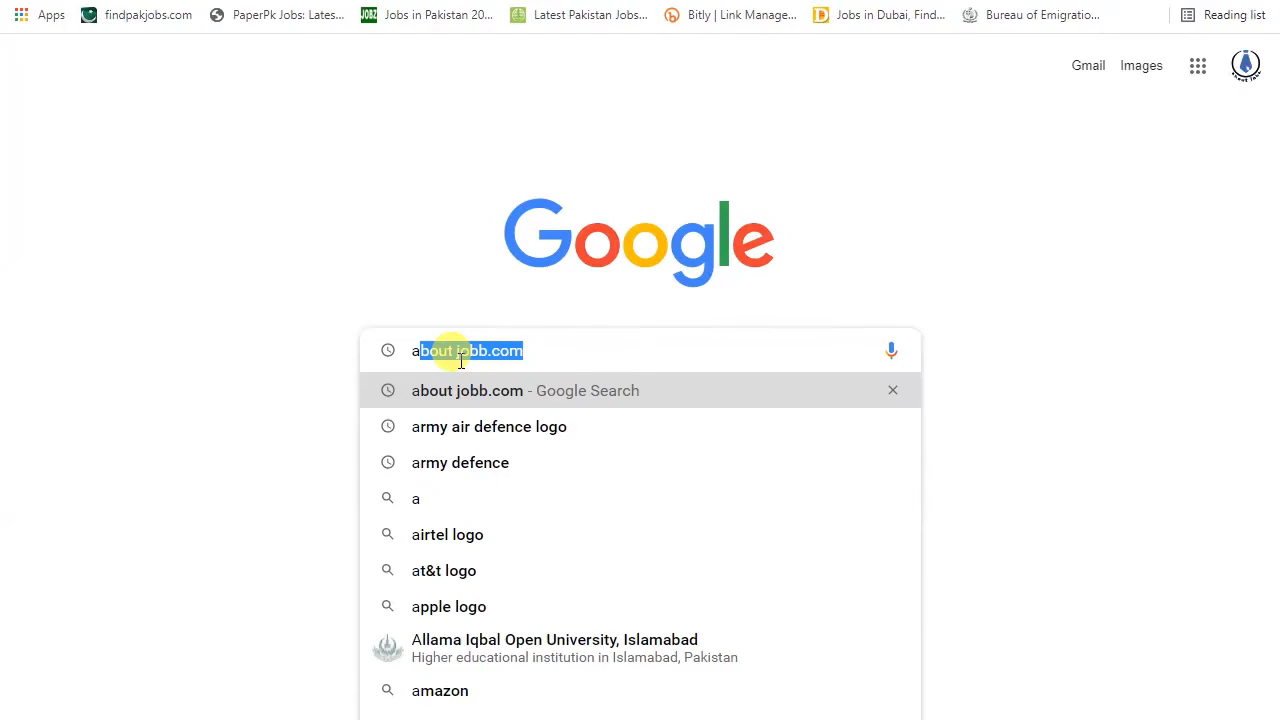 Apps findpakjobs.com PaperPk Jobs: Lates... JOBZ Jobs in Pakistan 20... Latest Pakistan Jobs... Bitly | Link Manage... Jobs in Dubai, Find... Bureau of Emigratio... Reading list
Gmail Images
Google
about jobb.com
about jobb.com - Google Search
army air defence logo
army defence
a
airtel logo
at&t logo
apple logo
Allama Iqbal Open University, Islamabad
Higher educational institution in Islamabad, Pakistan
amazon